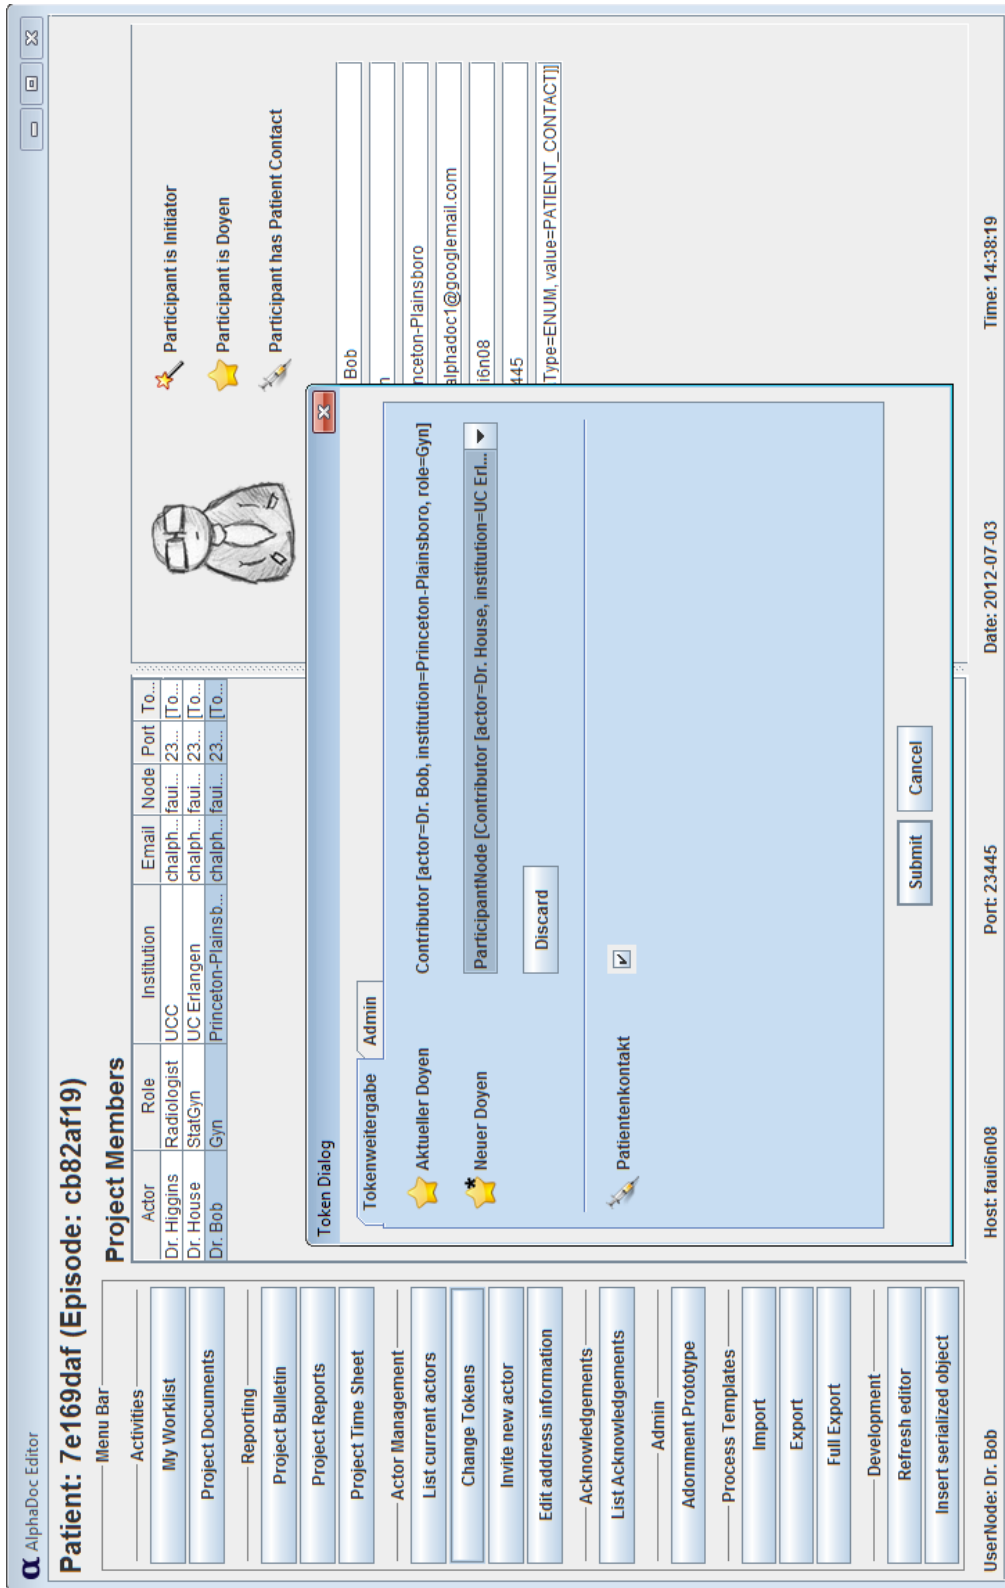 α AlphaDoc Editor
Patient: 7e169daf (Episode: cb82af19)
Menu Bar
Activities
My Worklist
Project Documents
Reporting
Project Bulletin
Project Reports
Project Time Sheet
Actor Management
List current actors
Change Tokens
Invite new actor
Edit address information
Acknowledgements
List Acknowledgements
Admin
Adornment Prototype
Process Templates
Import
Export
Full Export
Development
Refresh editor
Insert serialized object
Project Members
Actor Role Institution Email Node Port To...
Dr. Higgins Radiologist UCC chalph... faui... 23... [To...
Dr. House StatGyn UC Erlangen chalph... faui... 23... [To...
Dr. Bob Gyn Princeton-Plainsb... chalph... faui... 23... [To...
Participant is Initiator
Participant is Doyen
Participant has Patient Contact
Bob
n
nceton-Plainsboro
alphadoc1@googlemail.com
i6n08
445
Type=ENUM, value=PATIENT_CONTACT]]
Token Dialog
Tokenweitergabe Admin
Aktueller Doyen Contributor [actor=Dr. Bob, institution=Princeton-Plainsboro, role=Gyn]
Neuer Doyen ParticipantNode [Contributor [actor=Dr. House, institution=UC Erl...
Discard
Patientenkontakt
Submit Cancel
UserNode: Dr. Bob Host: faui6n08 Port: 23445 Date: 2012-07-03 Time: 14:38:19